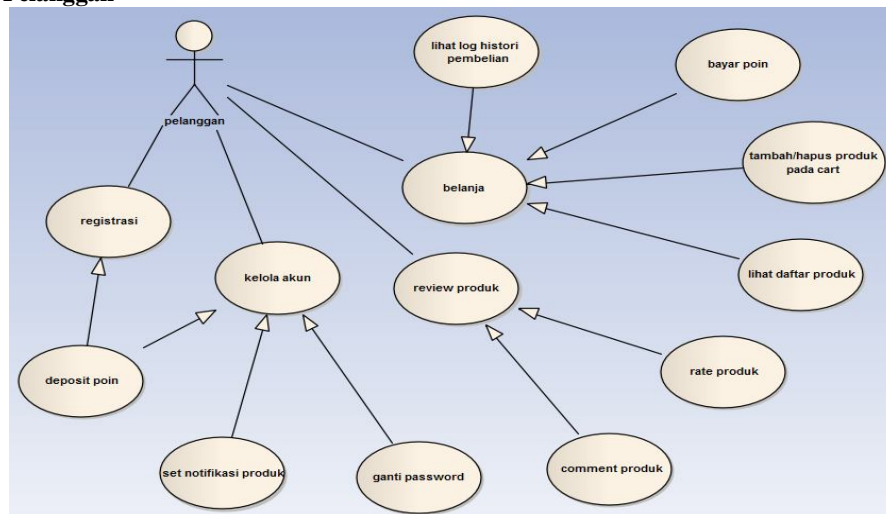 Pelanggan
lihat log histori
pembelian
bayar poin
pelanggan
tambah/hapus produk
pada cart
belanja
registrasi
kelola akun
review produk
lihat daftar produk
deposit poin
rate produk
set notifikasi produk
ganti password
comment produk